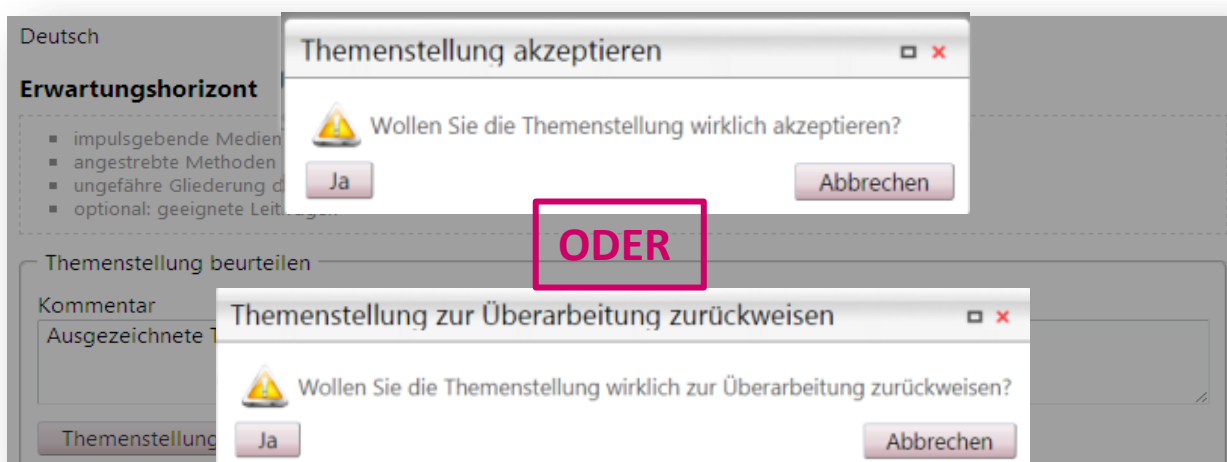 Deutsch
Themenstellung akzeptieren
Erwartungshorizont
Wollen Sie die Themenstellung wirklich akzeptieren?
impulsgebende Medien
angestrebte Methoden
ungefähre Gliederung d
optional: geeignete Leit
Ja
Abbrechen
ODER
Themenstellung beurteilen
Kommentar
Ausgezeichnete T
Themenstellung zur Überarbeitung zurückweisen
Wollen Sie die Themenstellung wirklich zur Überarbeitung zurückweisen?
Themenstellung
Ja
Abbrechen